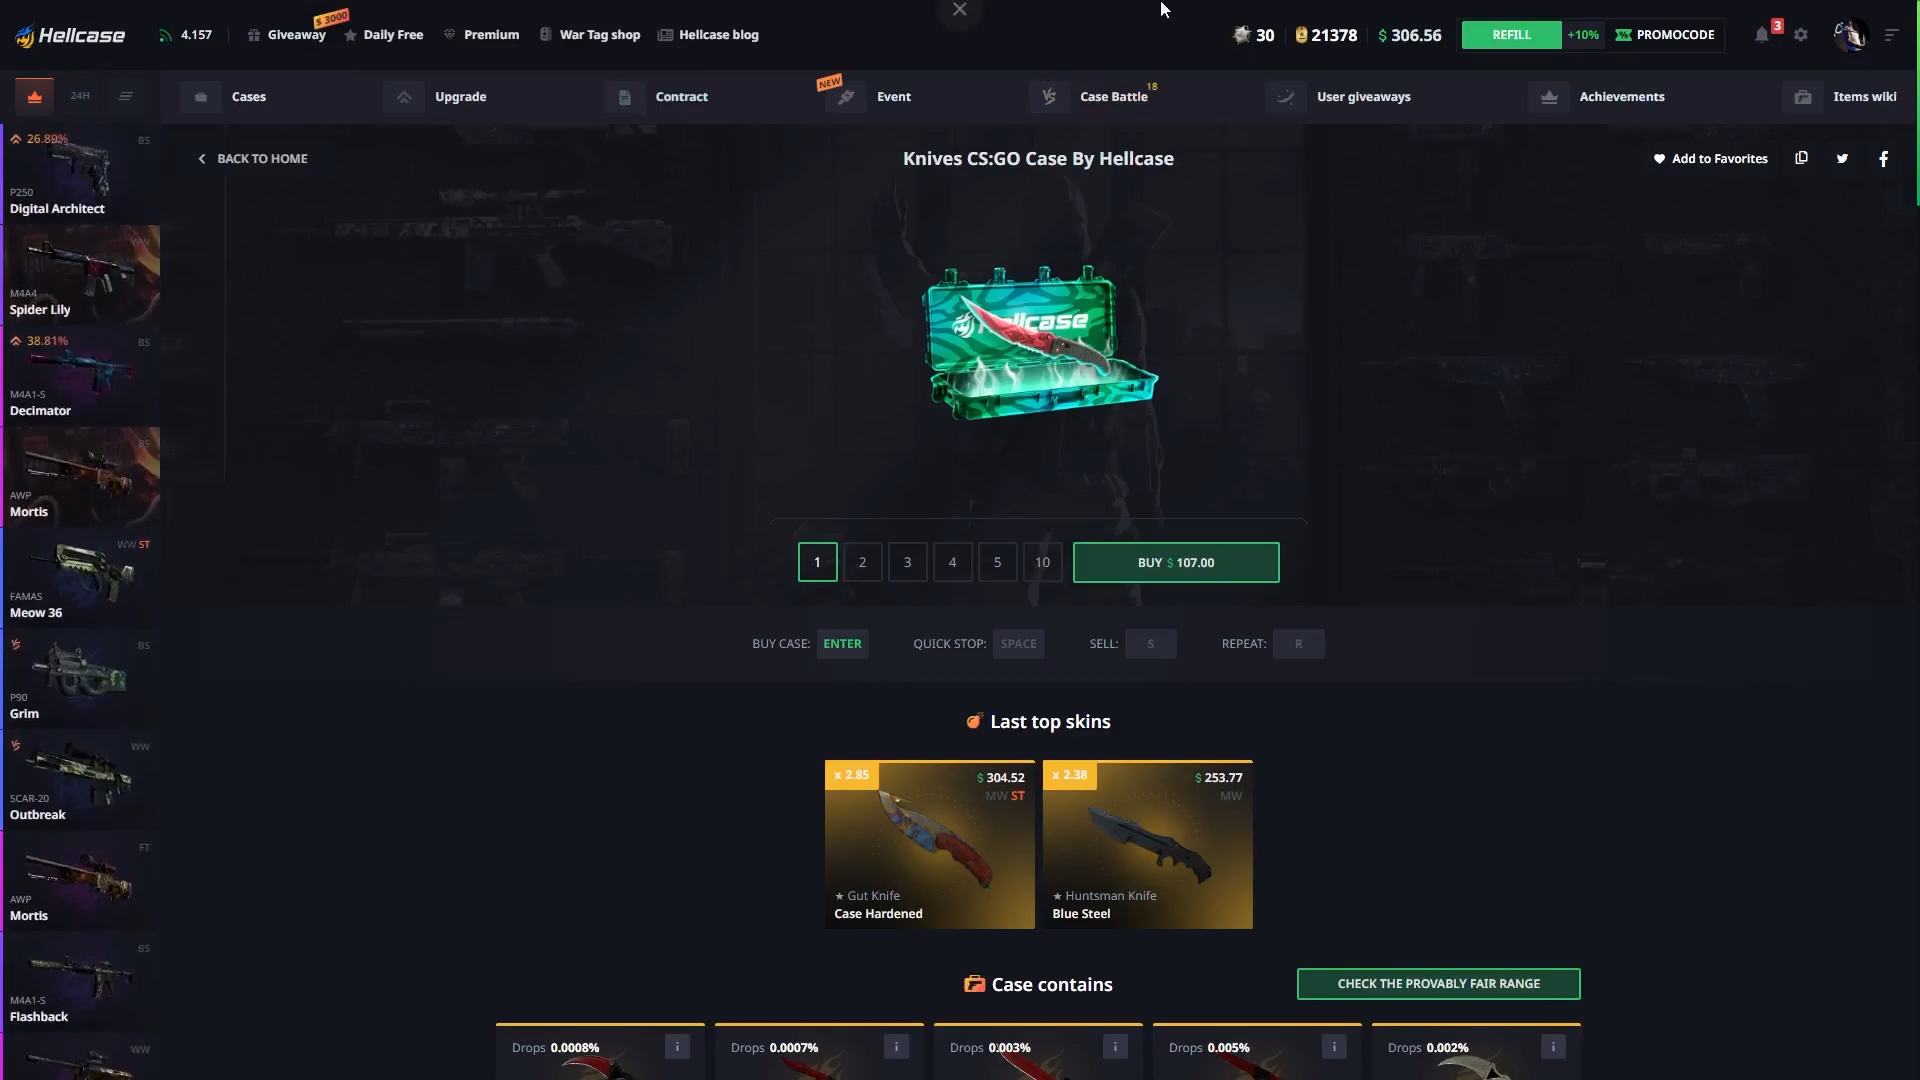 Hellcase
4.157
Giveaway
$ 3000
Daily Free
Premium
War Tag shop
Hellcase blog
30
21378
$ 306.56
REFILL
+10%
PROMOCODE
3
24H
Cases
Upgrade
Contract
NEW
Event
Case Battle
18
User giveaways
Achievements
Items wiki
BACK TO HOME
Knives CS:GO Case By Hellcase
Add to Favorites
26.89%
BS
P250
Digital Architect
WW
M4A4
Spider Lily
38.81%
BS
M4A1-S
Decimator
BS
AWP
Mortis
WW ST
FAMAS
Meow 36
BS
P90
Grim
WW
SCAR-20
Outbreak
FT
AWP
Mortis
BS
M4A1-S
Flashback
WW
Hellcase
1
2
3
4
5
10
BUY $ 107.00
BUY CASE: ENTER
QUICK STOP: SPACE
SELL: S
REPEAT: R
Last top skins
x 2.85
$ 304.52
MW ST
★ Gut Knife
Case Hardened
x 2.38
$ 253.77
MW
★ Huntsman Knife
Blue Steel
Case contains
CHECK THE PROVABLY FAIR RANGE
Drops 0.0008%
i
Drops 0.0007%
i
Drops 0.003%
i
Drops 0.005%
i
Drops 0.002%
i